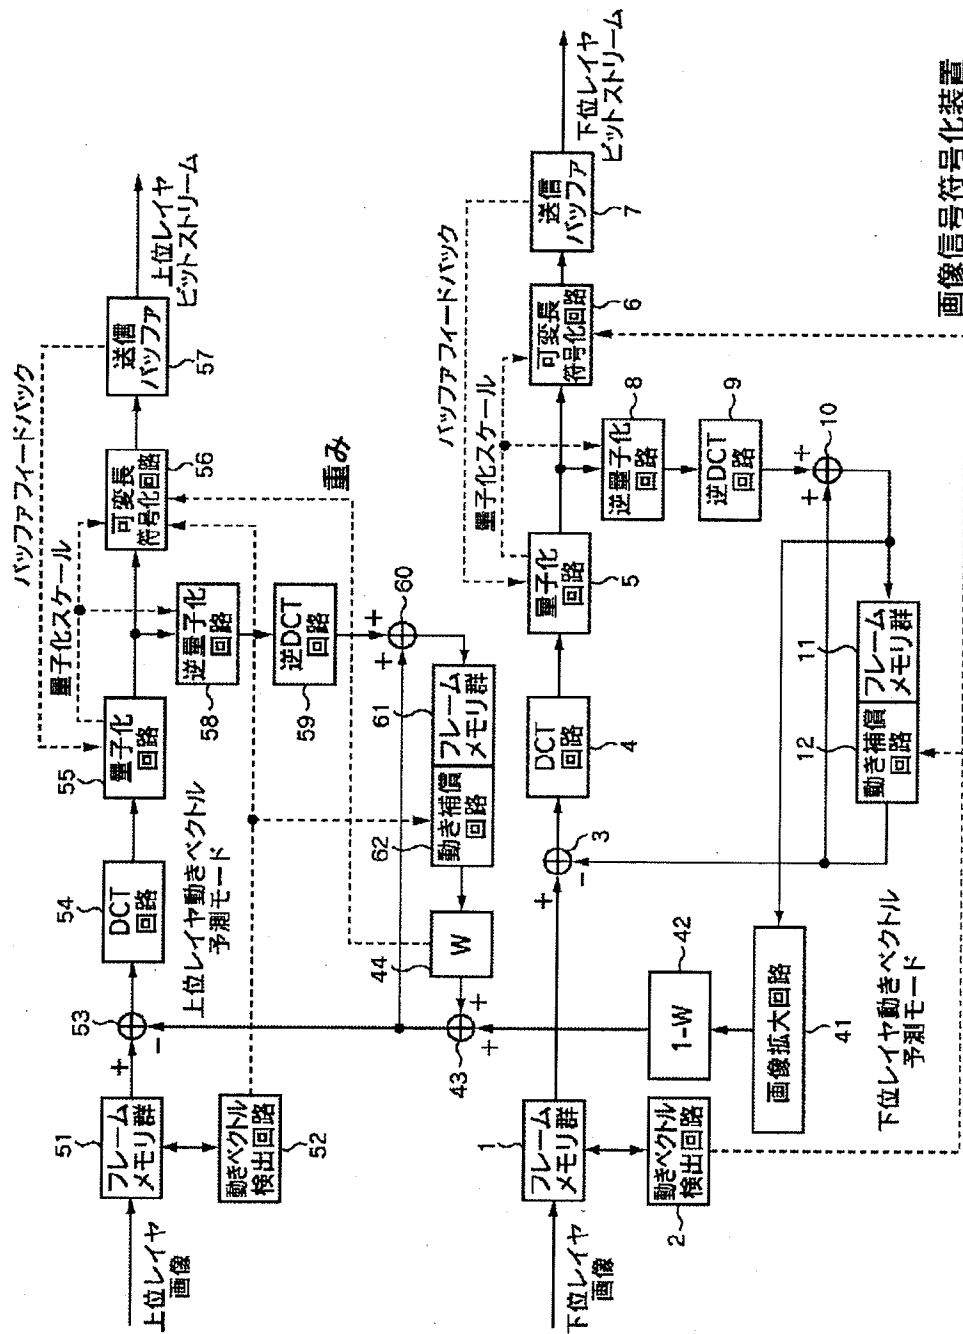 上位レイヤ
画像
51
フレーム
メモリ群
動きベクトル
検出回路
52
+
53
-
54
DCT
回路
上位レイヤ動きベクトル
予測モード
55
量子化
回路
量子化スケール
バッファフィードバック
逆量子化
回路
58
逆DCT
回路
59
可変長
符号化回路
56
送信
バッファ
57
上位レイヤ
ビットストリーム
重み
+
+
60
61
フレーム
メモリ群
62
動き補償
回路
44
W
+
+
43
下位レイヤ
画像
1
フレーム
メモリ群
動きベクトル
検出回路
2
+
-
3
DCT
回路
4
量子化
回路
5
量子化スケール
バッファフィードバック
可変長
符号化回路
6
送信
バッファ
7
下位レイヤ
ビットストリーム
逆量子化
回路
8
逆DCT
回路
9
+
+
10
11
フレーム
メモリ群
12
動き補償
回路
1-W
42
画像拡大回路
41
下位レイヤ動きベクトル
予測モード
画像信号符号化装置